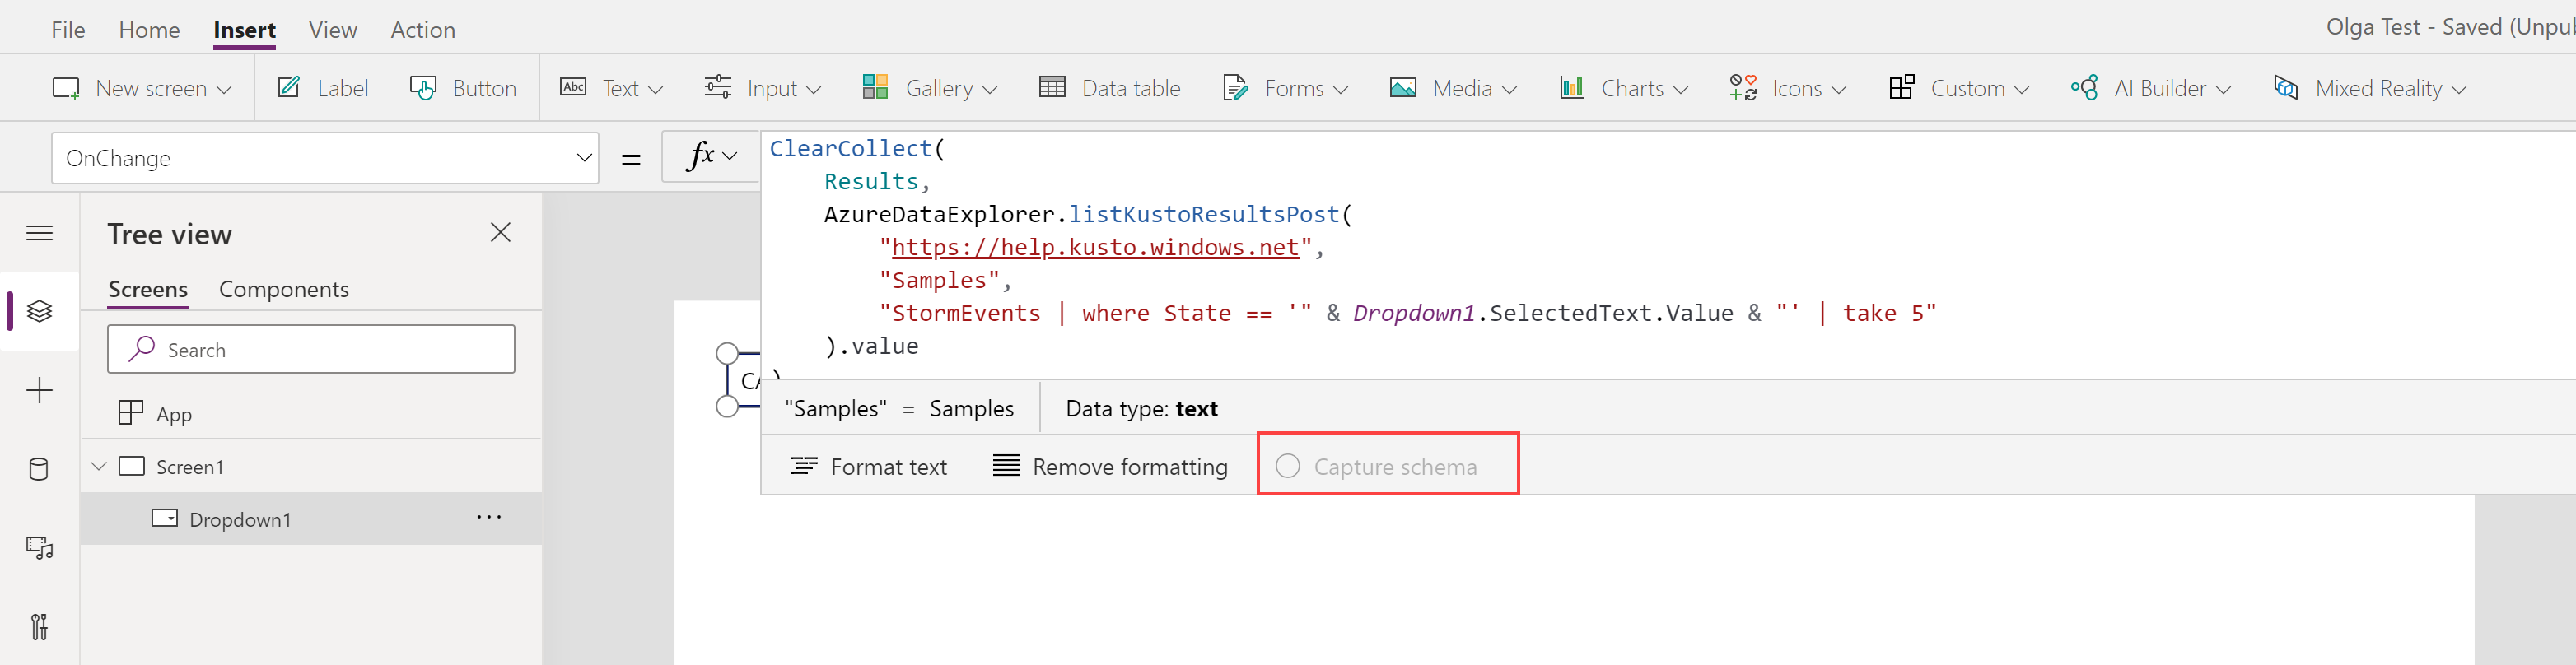 File Home Insert View Action
Olga Test - Saved (Unpub
New screen Label Button Abc Text Input Gallery Data table Forms Media Charts Icons Custom AI Builder Mixed Reality
OnChange = fx
ClearCollect(
Results,
AzureDataExplorer.listKustoResultsPost(
"https://help.kusto.windows.net",
"Samples",
"StormEvents | where State == '" & Dropdown1.SelectedText.Value & "' | take 5"
).value
)
Tree view
Screens Components
Search
App
Screen1
Dropdown1 ...
CA
"Samples" = Samples Data type: text
Format text Remove formatting Capture schema